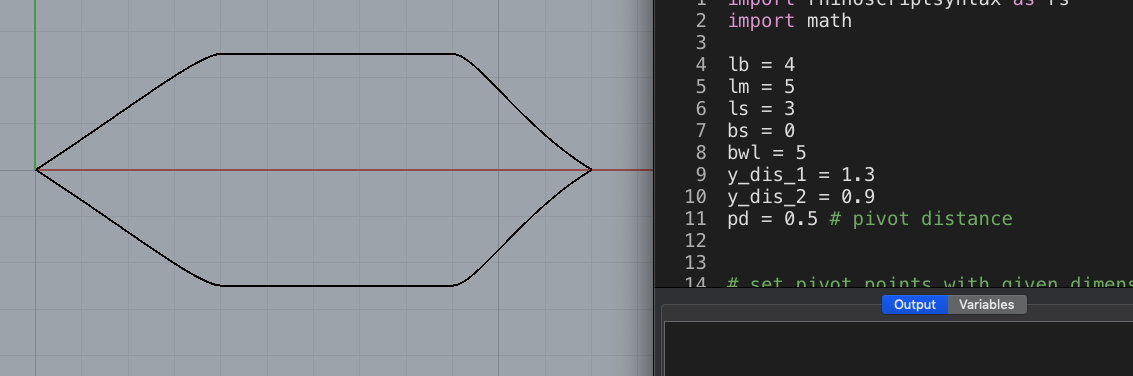 1 import rhinoscriptsyntax as rs
2 import math
3
4 lb = 4
5 lm = 5
6 ls = 3
7 bs = 0
8 bwl = 5
9 y_dis_1 = 1.3
10 y_dis_2 = 0.9
11 pd = 0.5 # pivot distance
12
13
14 # set pivot points with given dimens
Output Variables